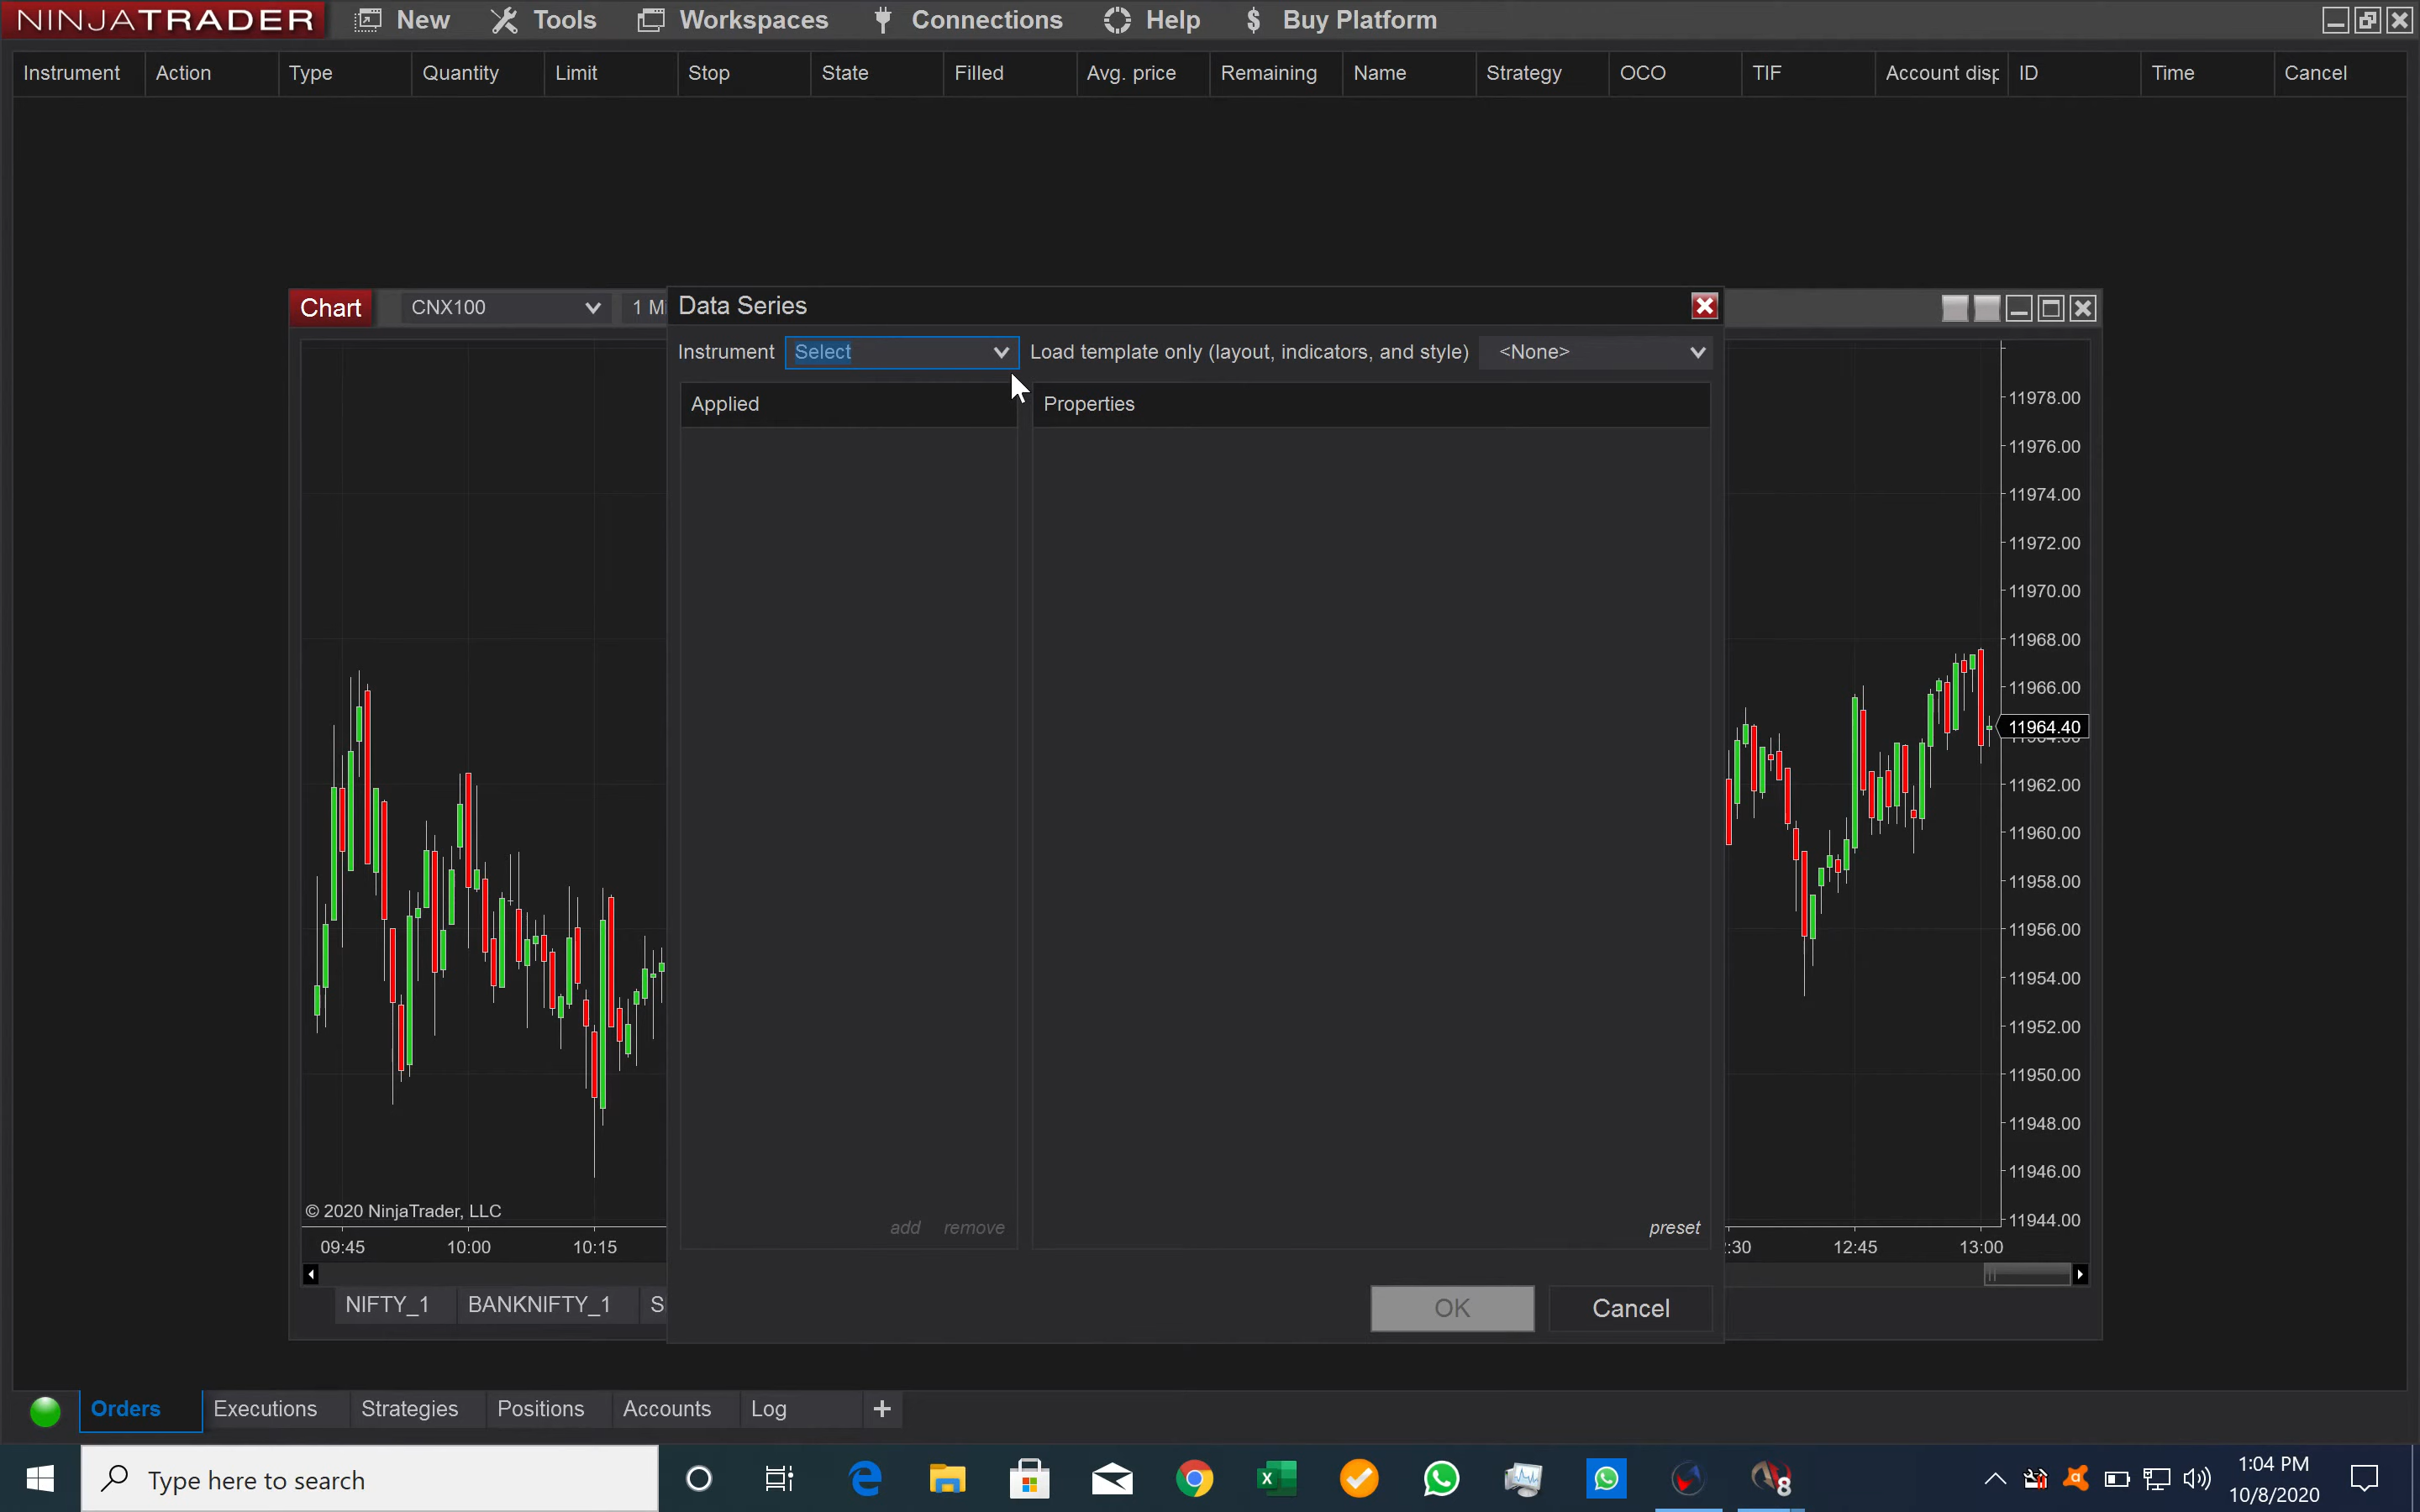 NINJATRADER New Tools Workspaces Connections Help $ Buy Platform
Instrument Action Type Quantity Limit Stop State Filled Avg. price Remaining Name Strategy OCO TIF Account disp ID Time Cancel
Chart CNX100 1 Mi
Data Series
Instrument Select Load template only (layout, indicators, and style) <None>
Applied Properties
11978.00
11976.00
11974.00
11972.00
11970.00
11968.00
11966.00
11964.40
11962.00
11960.00
11958.00
11956.00
11954.00
11952.00
11950.00
11948.00
11946.00
11944.00
© 2020 NinjaTrader, LLC
add remove preset
09:45 10:00 10:15 :30 12:45 13:00
NIFTY_1 BANKNIFTY_1 S
OK Cancel
Orders Executions Strategies Positions Accounts Log +
Type here to search
8
1:04 PM
10/8/2020